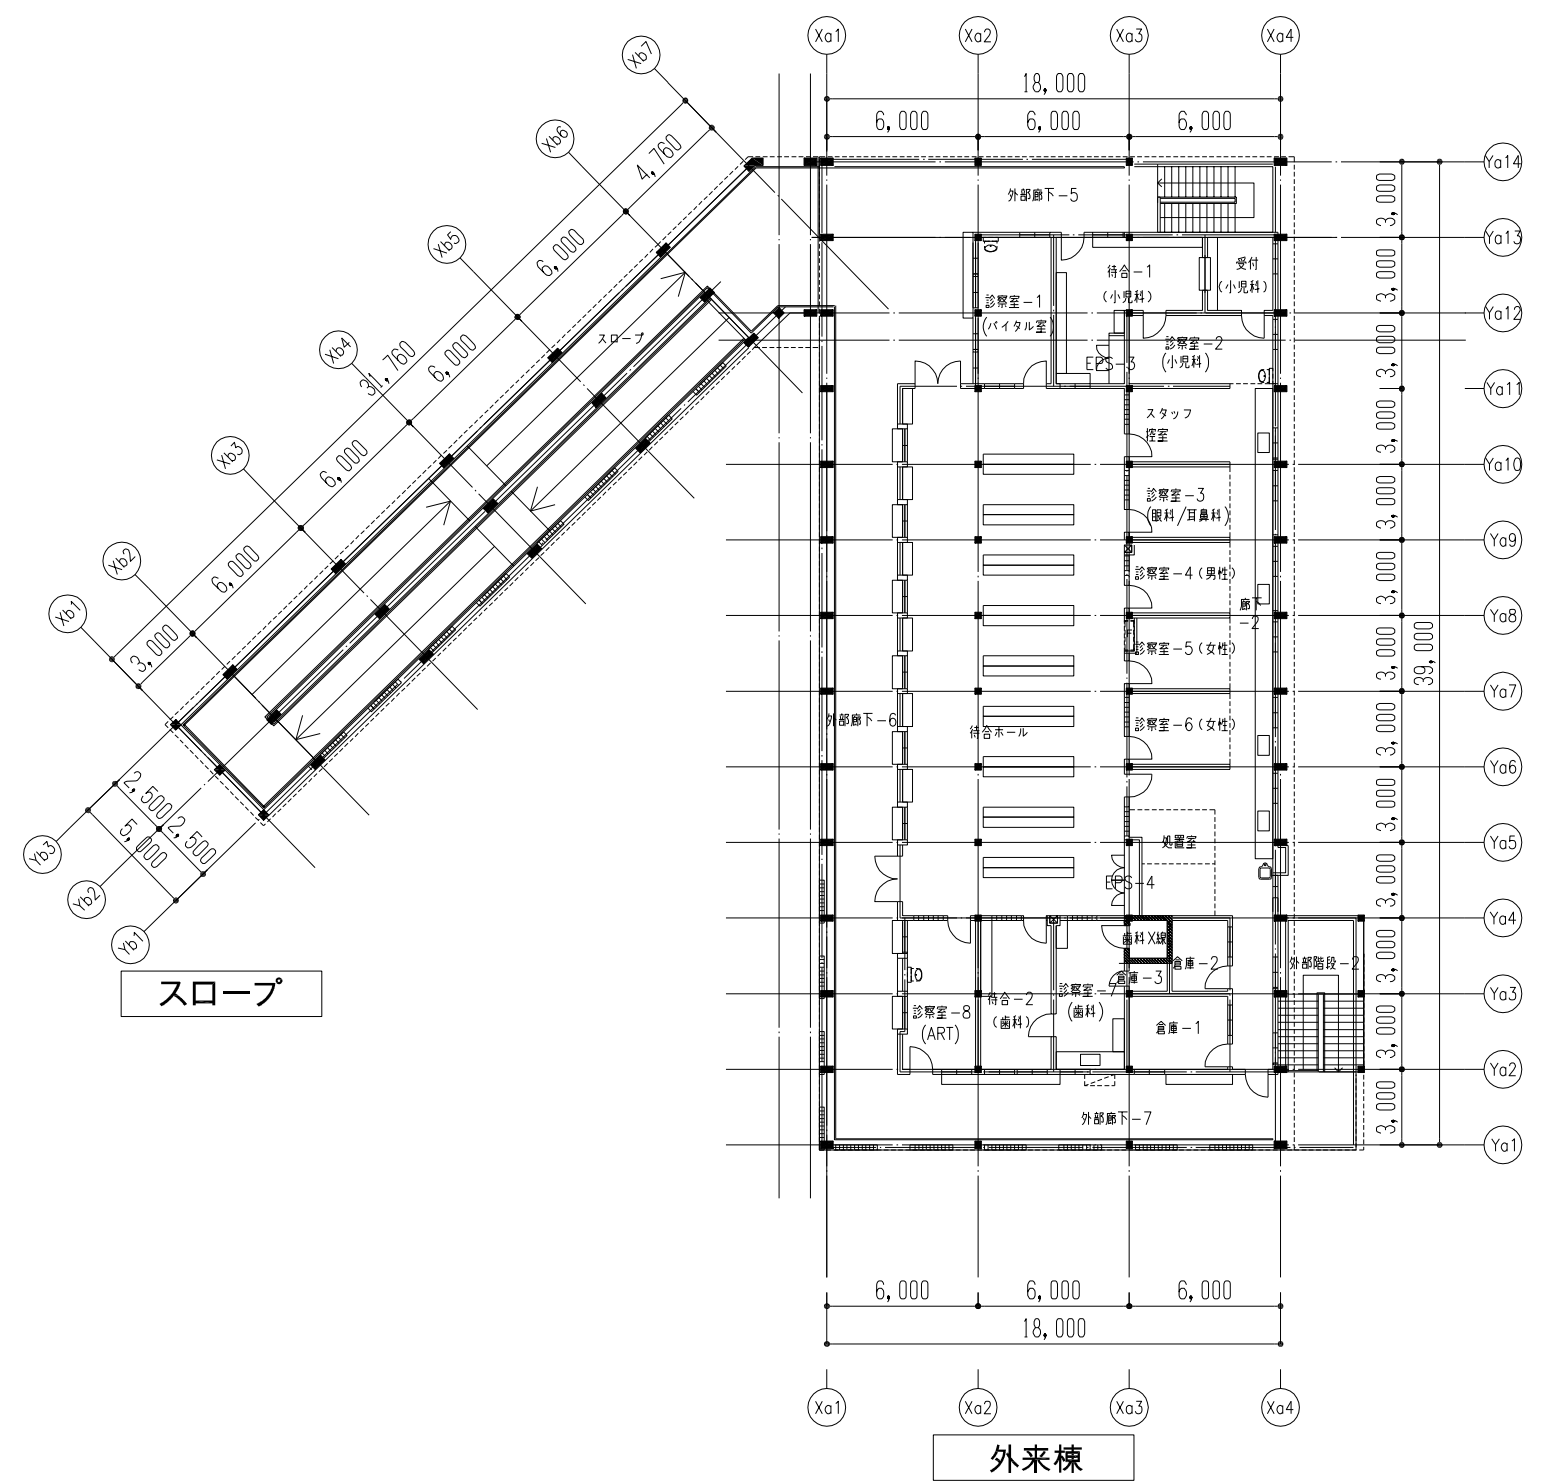 Xa1
Xa2
Xa3
Xa4
18,000
6,000
6,000
6,000
Xb7
Xb6
Xb5
Xb4
Xb3
Xb2
Xb1
4,760
6,000
6,000
6,000
6,000
3,000
31,760
スロープ
2,500
2,500
5,000
Yb3
Yb2
Yb1
スロープ
Ya14
Ya13
Ya12
Ya11
Ya10
Ya9
Ya8
Ya7
Ya6
Ya5
Ya4
Ya3
Ya2
Ya1
3,000
3,000
3,000
3,000
3,000
3,000
3,000
3,000
3,000
3,000
3,000
3,000
3,000
39,000
外部廊下-5
受付
(小児科)
待合-1
(小児科)
診察室-1
(バイタル室)
診察室-2
(小児科)
EPS-3
スタッフ
控室
診察室-3
(眼科/耳鼻科)
診察室-4(男性)
廊下
-2
診察室-5(女性)
外部廊下-6
待合ホール
診察室-6(女性)
処置室
EPS-4
歯科X線
倉庫-2
倉庫-3
外部階段-2
診察室-7
(歯科)
待合-2
(歯科)
診察室-8
(ART)
倉庫-1
外部廊下-7
6,000
6,000
6,000
18,000
Xa1
Xa2
Xa3
Xa4
外来棟